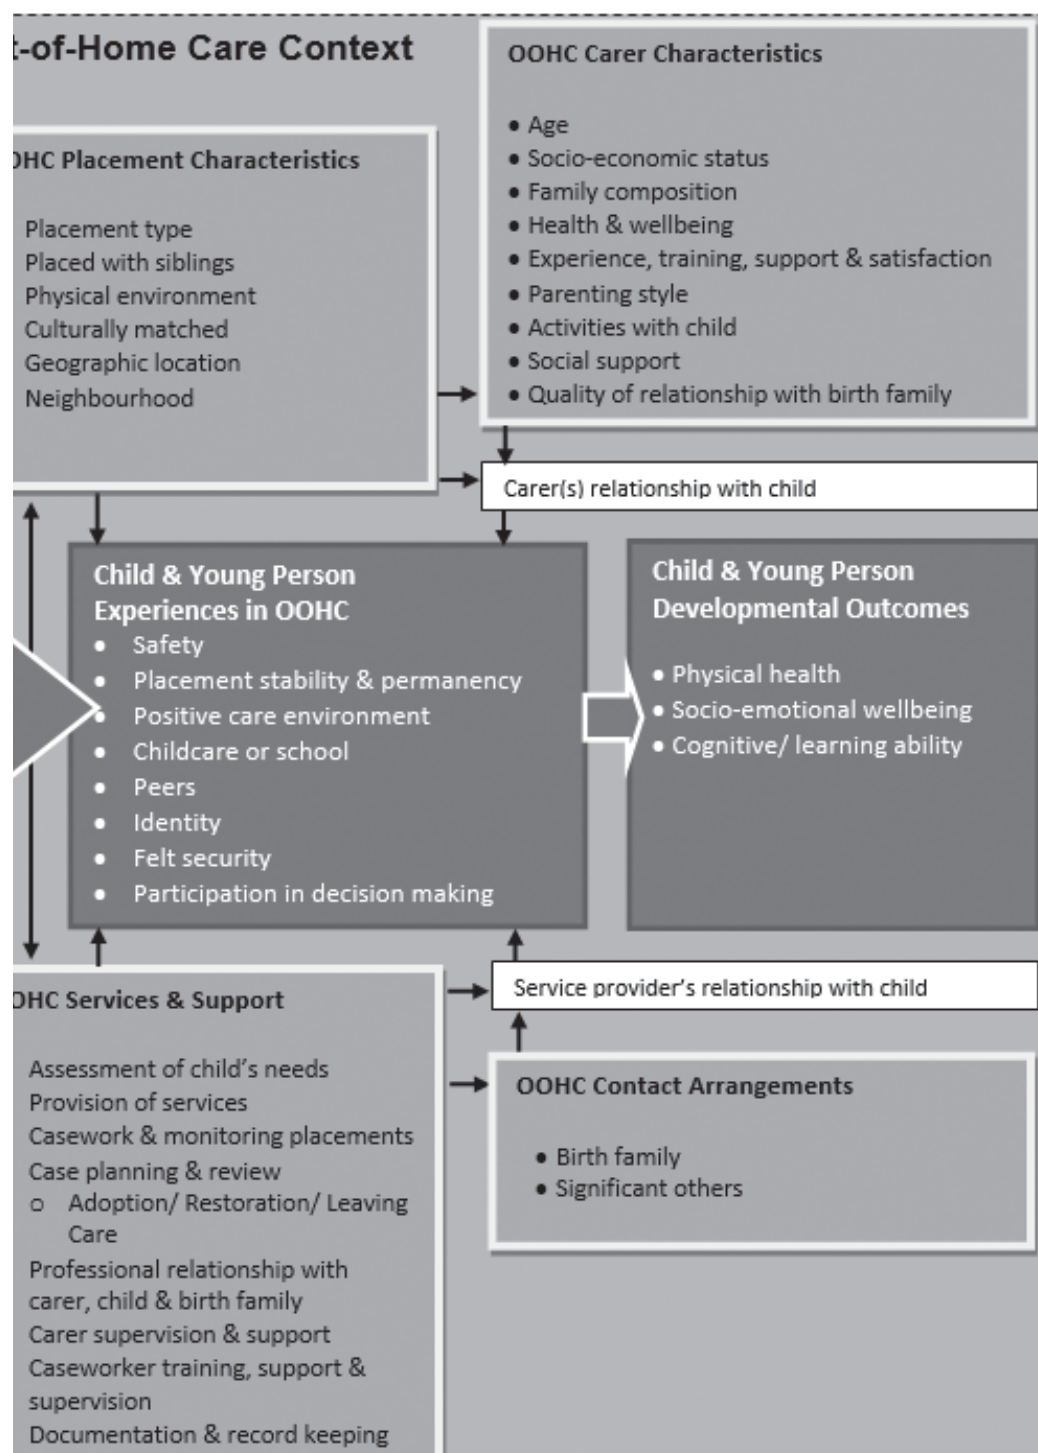 t-of-Home Care Context
OHC Placement Characteristics
Placement type
Placed with siblings
Physical environment
Culturally matched
Geographic location
Neighbourhood
OOHC Carer Characteristics
• Age
• Socio-economic status
• Family composition
• Health & wellbeing
• Experience, training, support & satisfaction
• Parenting style
• Activities with child
• Social support
• Quality of relationship with birth family
Carer(s) relationship with child
Child & Young Person
Experiences in OOHC
• Safety
• Placement stability & permanency
• Positive care environment
• Childcare or school
• Peers
• Identity
• Felt security
• Participation in decision making
Child & Young Person
Developmental Outcomes
• Physical health
• Socio-emotional wellbeing
• Cognitive/ learning ability
OHC Services & Support
Assessment of child's needs
Provision of services
Casework & monitoring placements
Case planning & review
o Adoption/ Restoration/ Leaving
Care
Professional relationship with
carer, child & birth family
Carer supervision & support
Caseworker training, support &
supervision
Documentation & record keeping
Service provider's relationship with child
OOHC Contact Arrangements
• Birth family
• Significant others